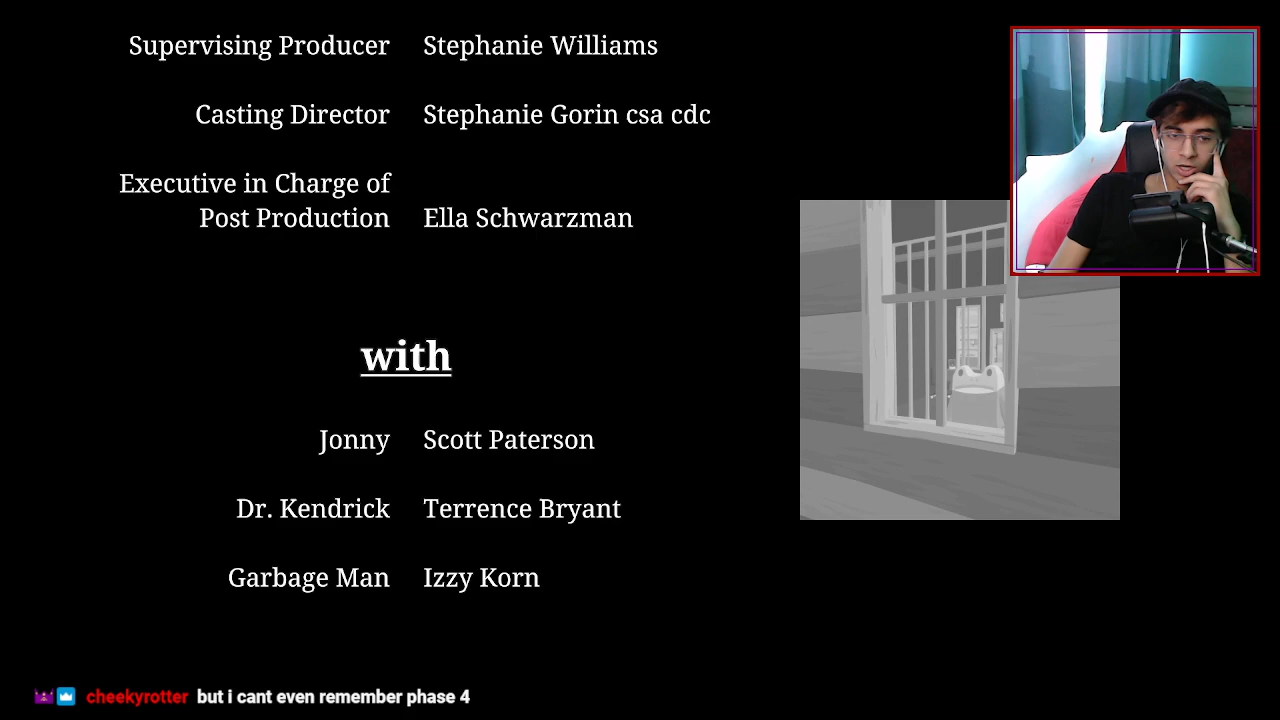 Supervising Producer Stephanie Williams
Casting Director Stephanie Gorin csa cdc
Executive in Charge of
Post Production Ella Schwarzman
with
Jonny Scott Paterson
Dr. Kendrick Terrence Bryant
Garbage Man Izzy Korn
cheekyrotter but i cant even remember phase 4